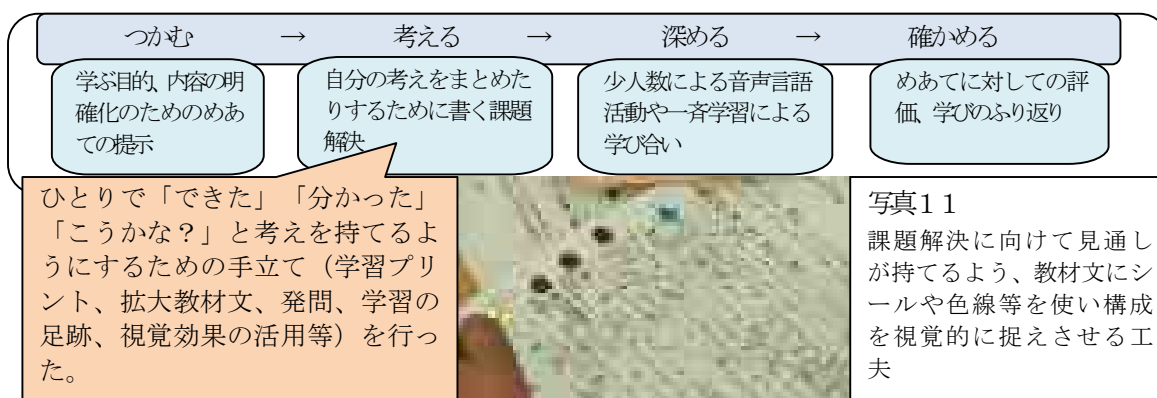 つかむ → 考える → 深める → 確かめる
学ぶ目的、内容の明
確化のためのめあ
ての提示
自分の考えをまとめた
りするために書く課題
解決
少人数による音声言語
活動や一斉学習による
学び合い
めあてに対しての評
価、学びのふり返り
ひとりで「できた」「分かった」
「こうかな？」と考えを持てるよ
うにするための手立て（学習プリ
ント、拡大教材文、発問、学習の
足跡、視覚効果の活用等）を行っ
た。
写真１１
課題解決に向けて見通し
が持てるよう、教材文にシ
ールや色線等を使い構成
を視覚的に捉えさせる工
夫